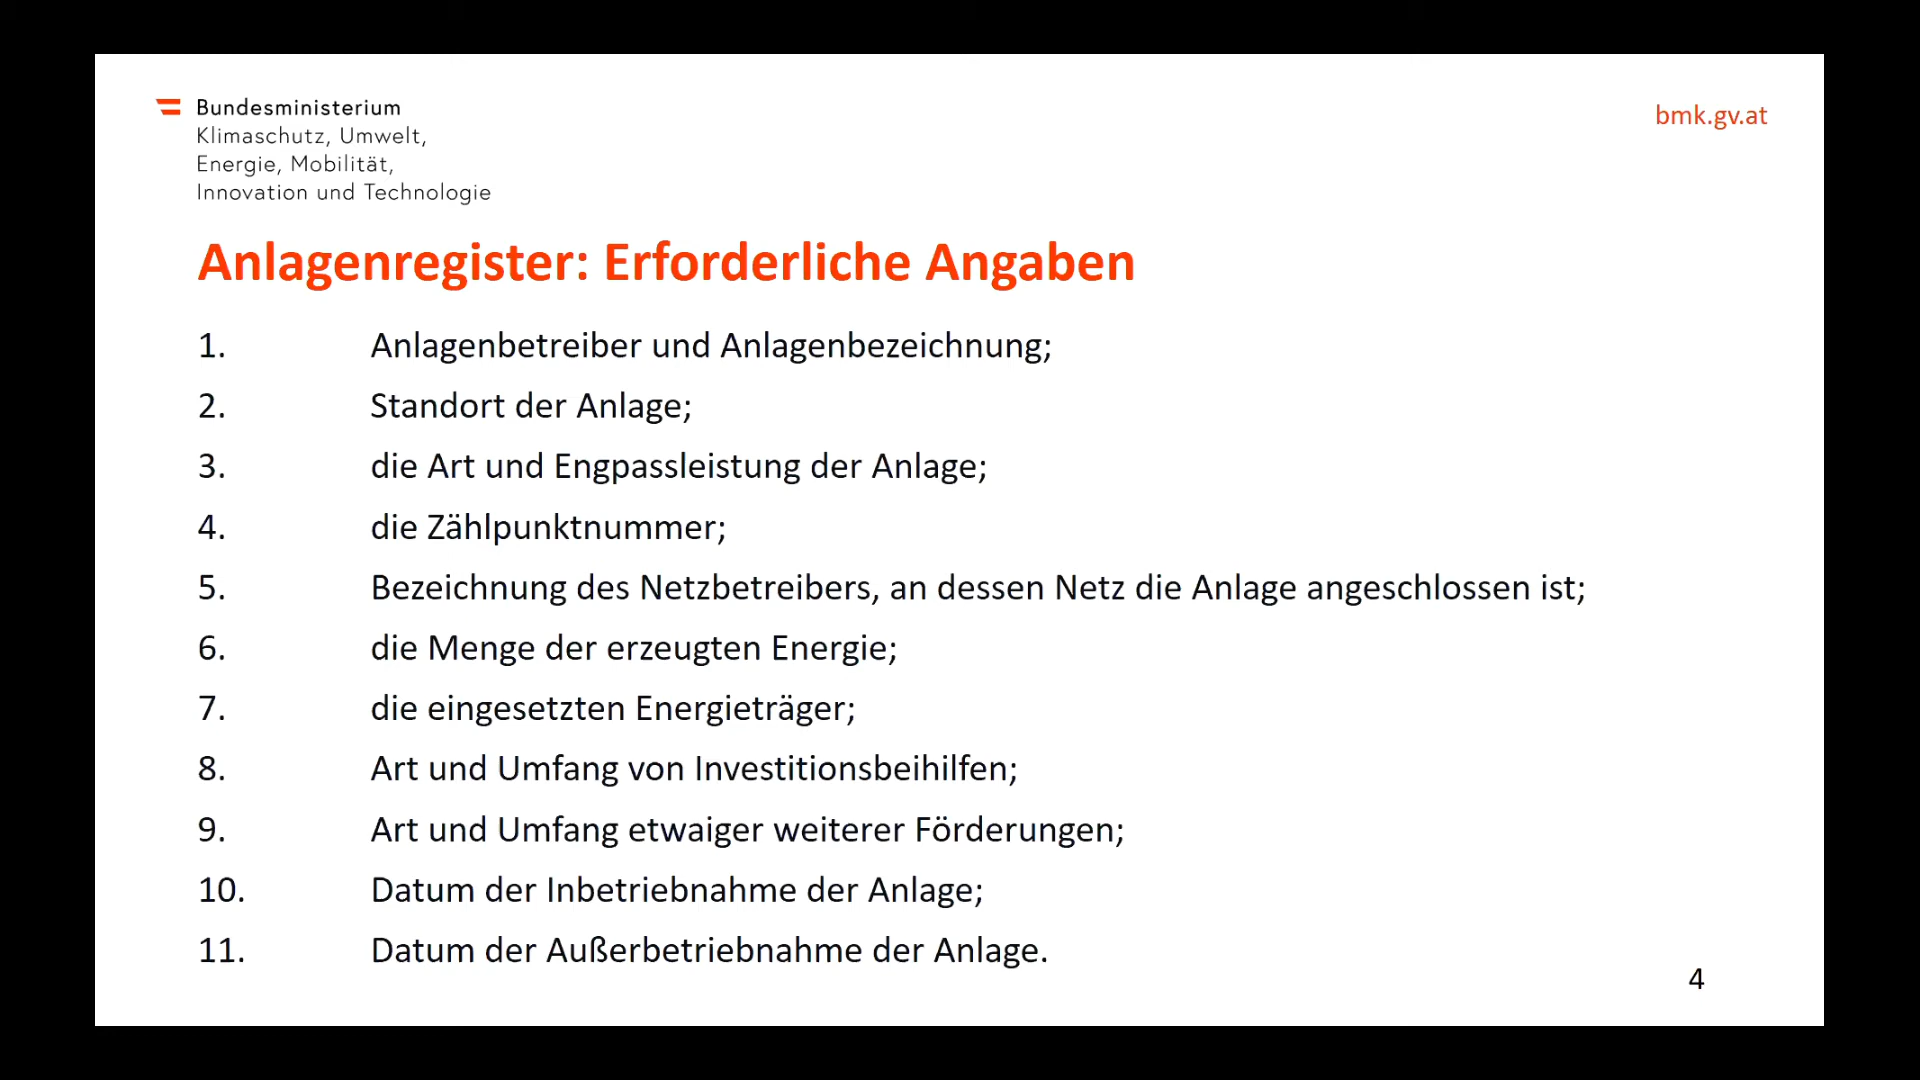 Bundesministerium
Klimaschutz, Umwelt,
Energie, Mobilität,
Innovation und Technologie
bmk.gv.at
Anlagenregister: Erforderliche Angaben
1. Anlagenbetreiber und Anlagenbezeichnung;
2. Standort der Anlage;
3. die Art und Engpassleistung der Anlage;
4. die Zählpunktnummer;
5. Bezeichnung des Netzbetreibers, an dessen Netz die Anlage angeschlossen ist;
6. die Menge der erzeugten Energie;
7. die eingesetzten Energieträger;
8. Art und Umfang von Investitionsbeihilfen;
9. Art und Umfang etwaiger weiterer Förderungen;
10. Datum der Inbetriebnahme der Anlage;
11. Datum der Außerbetriebnahme der Anlage.
4